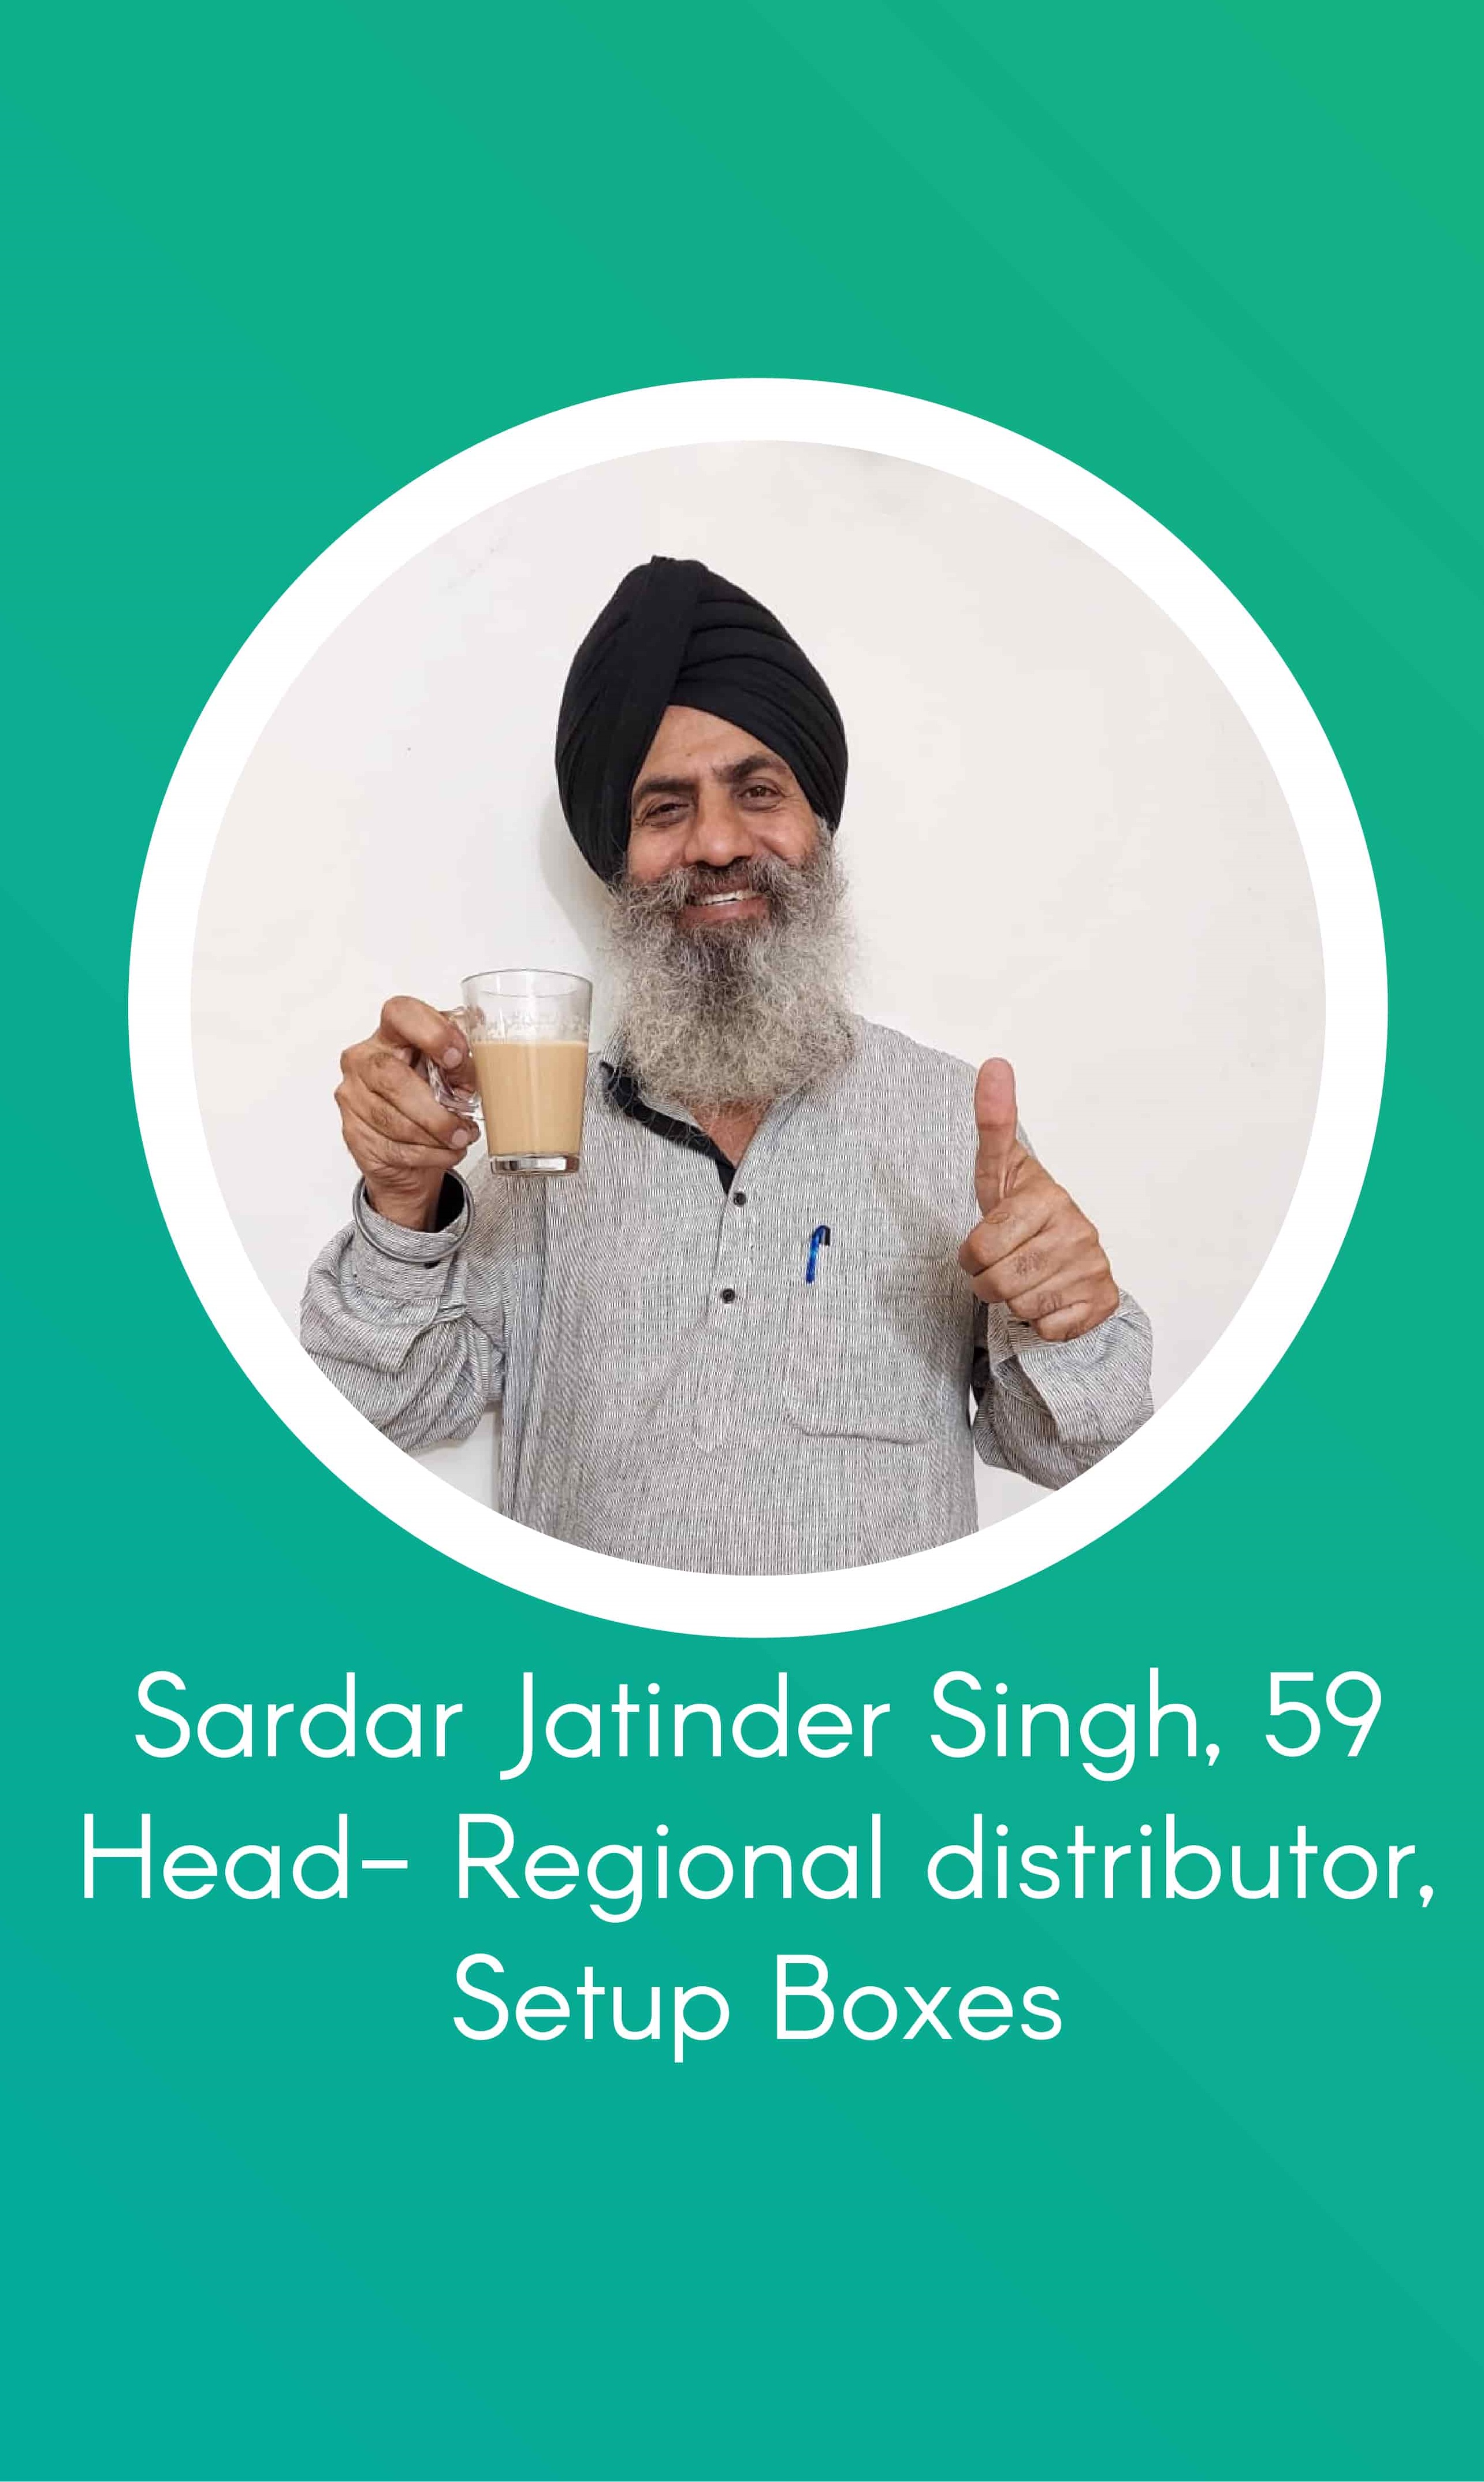 Sardar Jatinder Singh, 59
Head- Regional distributor,
Setup Boxes